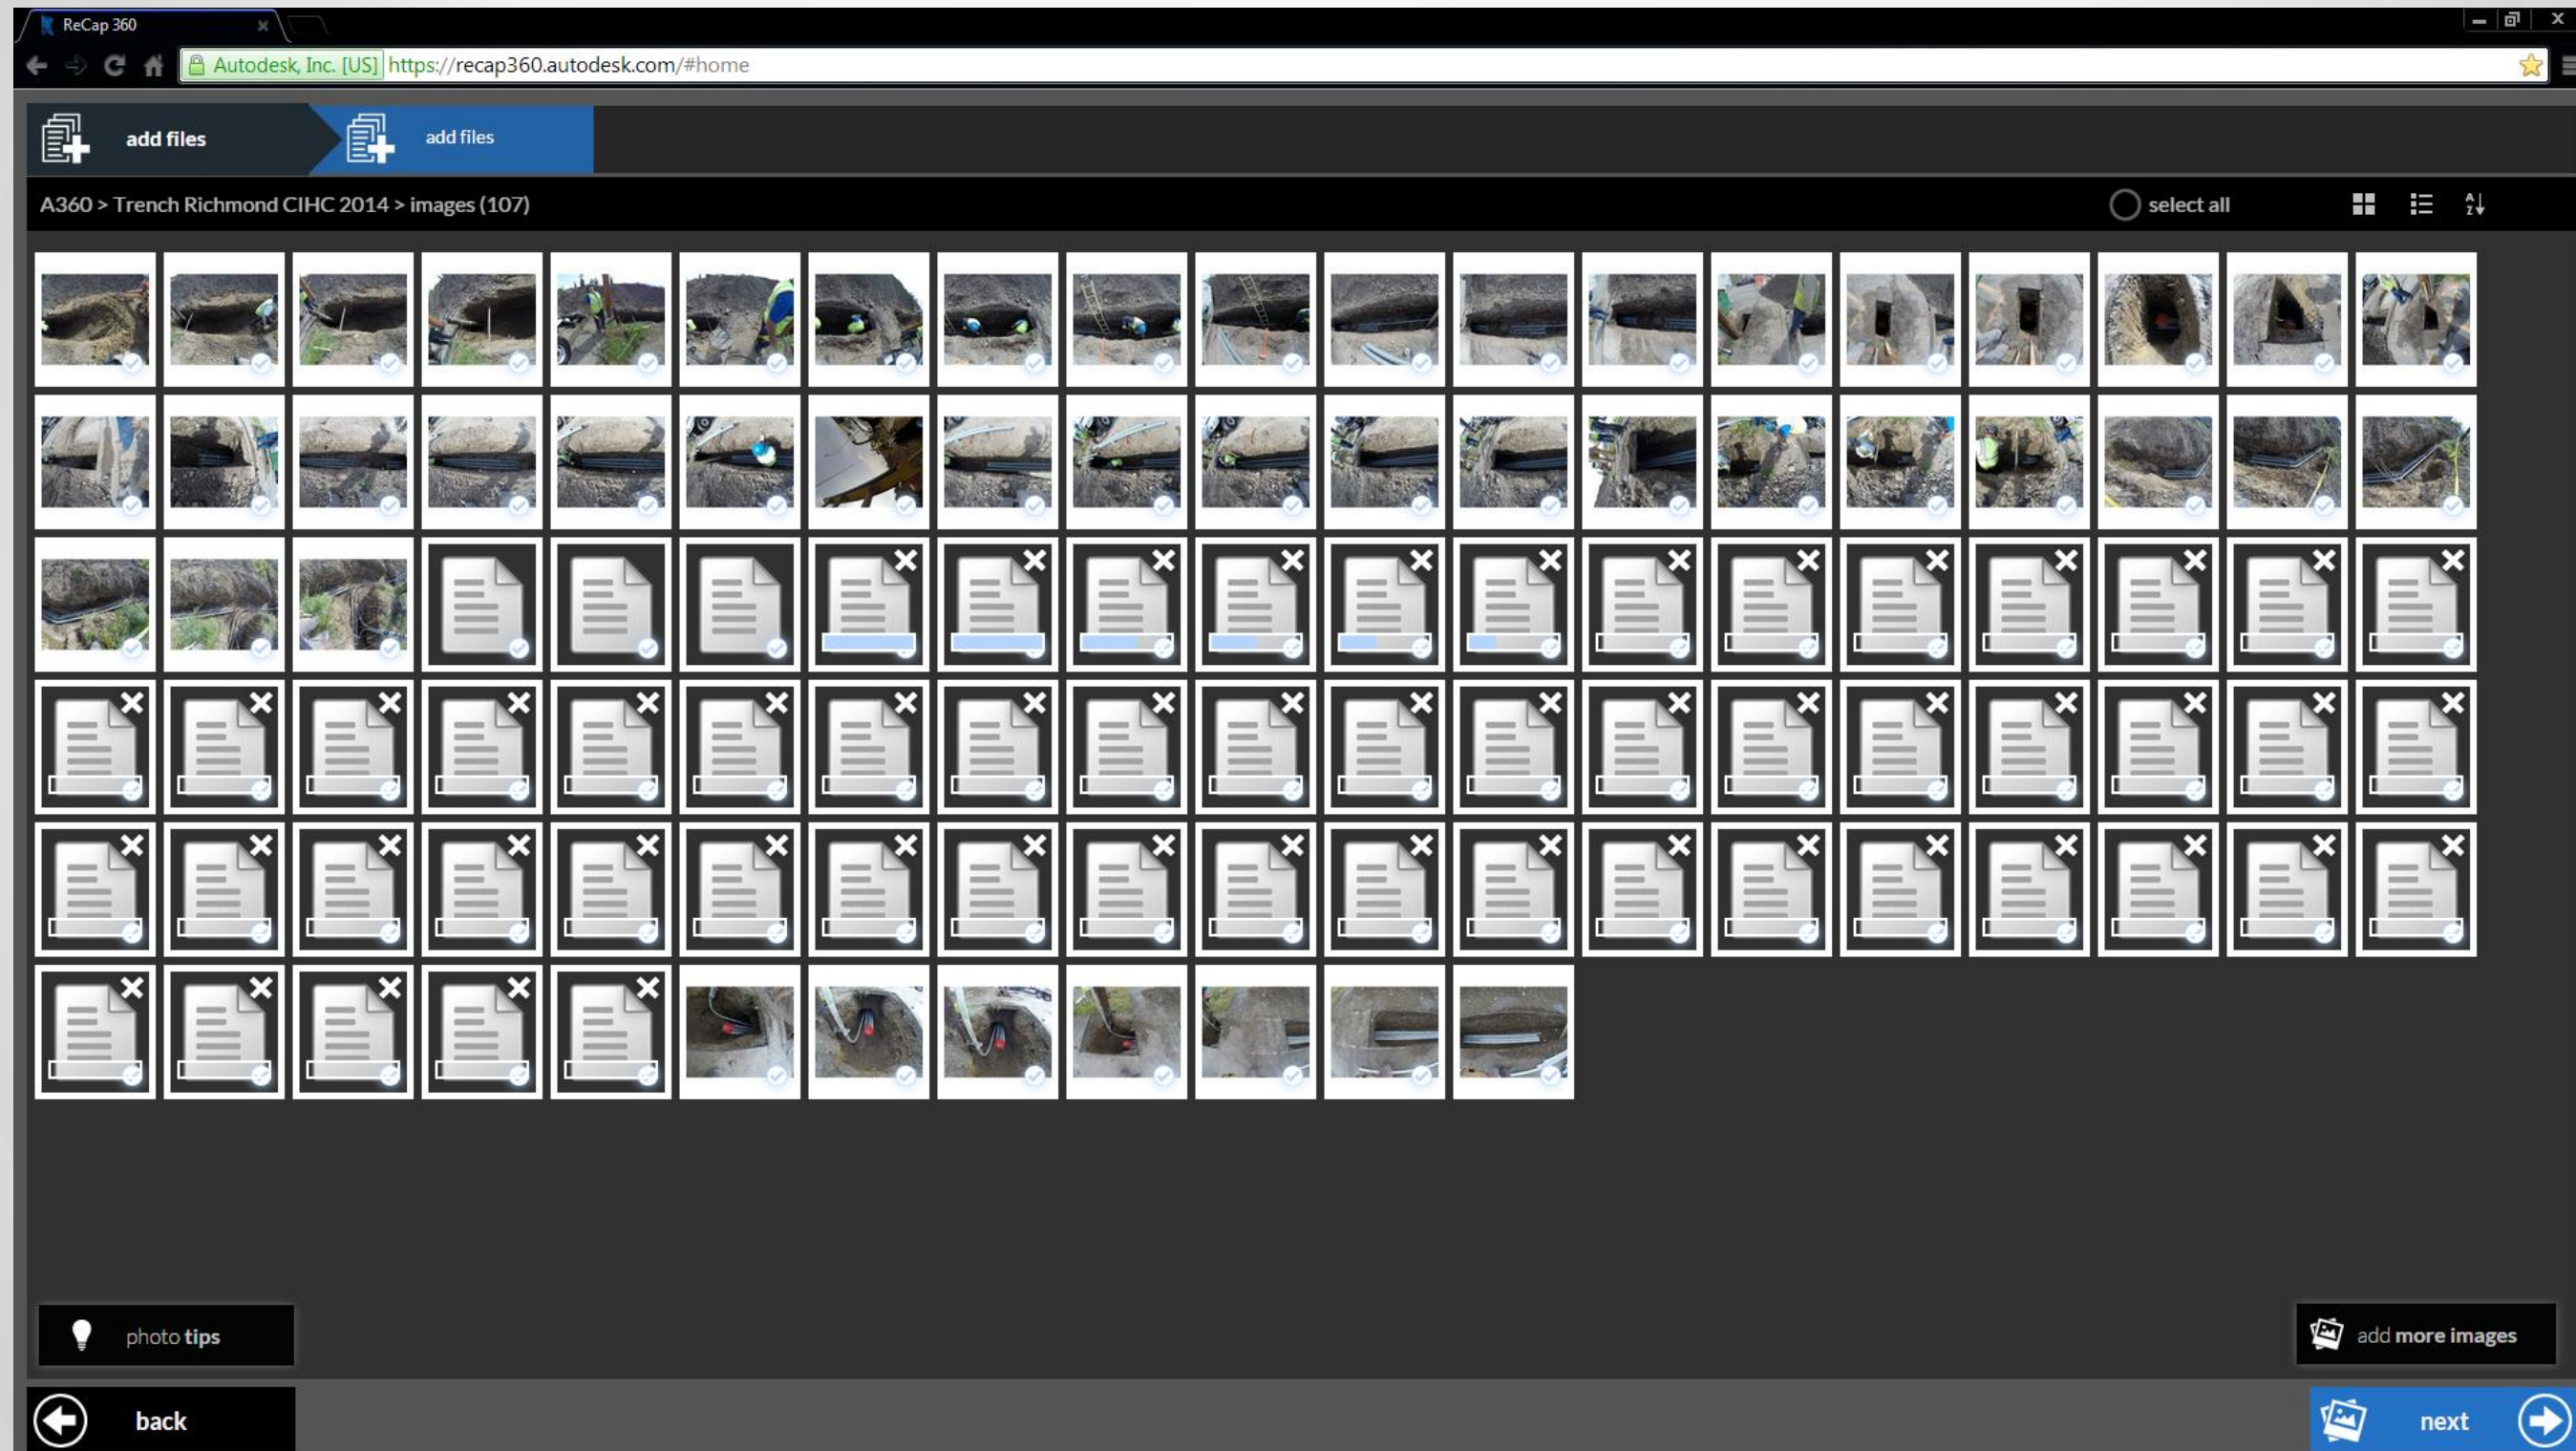 ReCap 360
Autodesk, Inc. [US] https://recap360.autodesk.com/#home
add files
add files
A360 > Trench Richmond CIHC 2014 > images (107)
select all
A
Z
photo tips
add more images
back
next